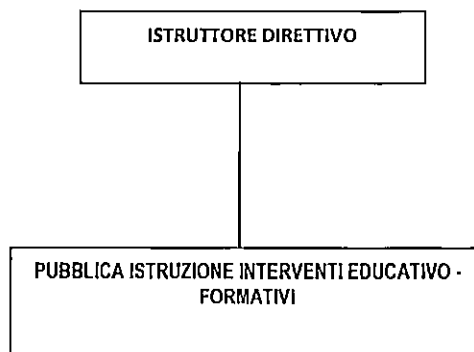 ISTRUTTORE DIRETTIVO
PUBBLICA ISTRUZIONE INTERVENTI EDUCATIVO -
FORMATIVI